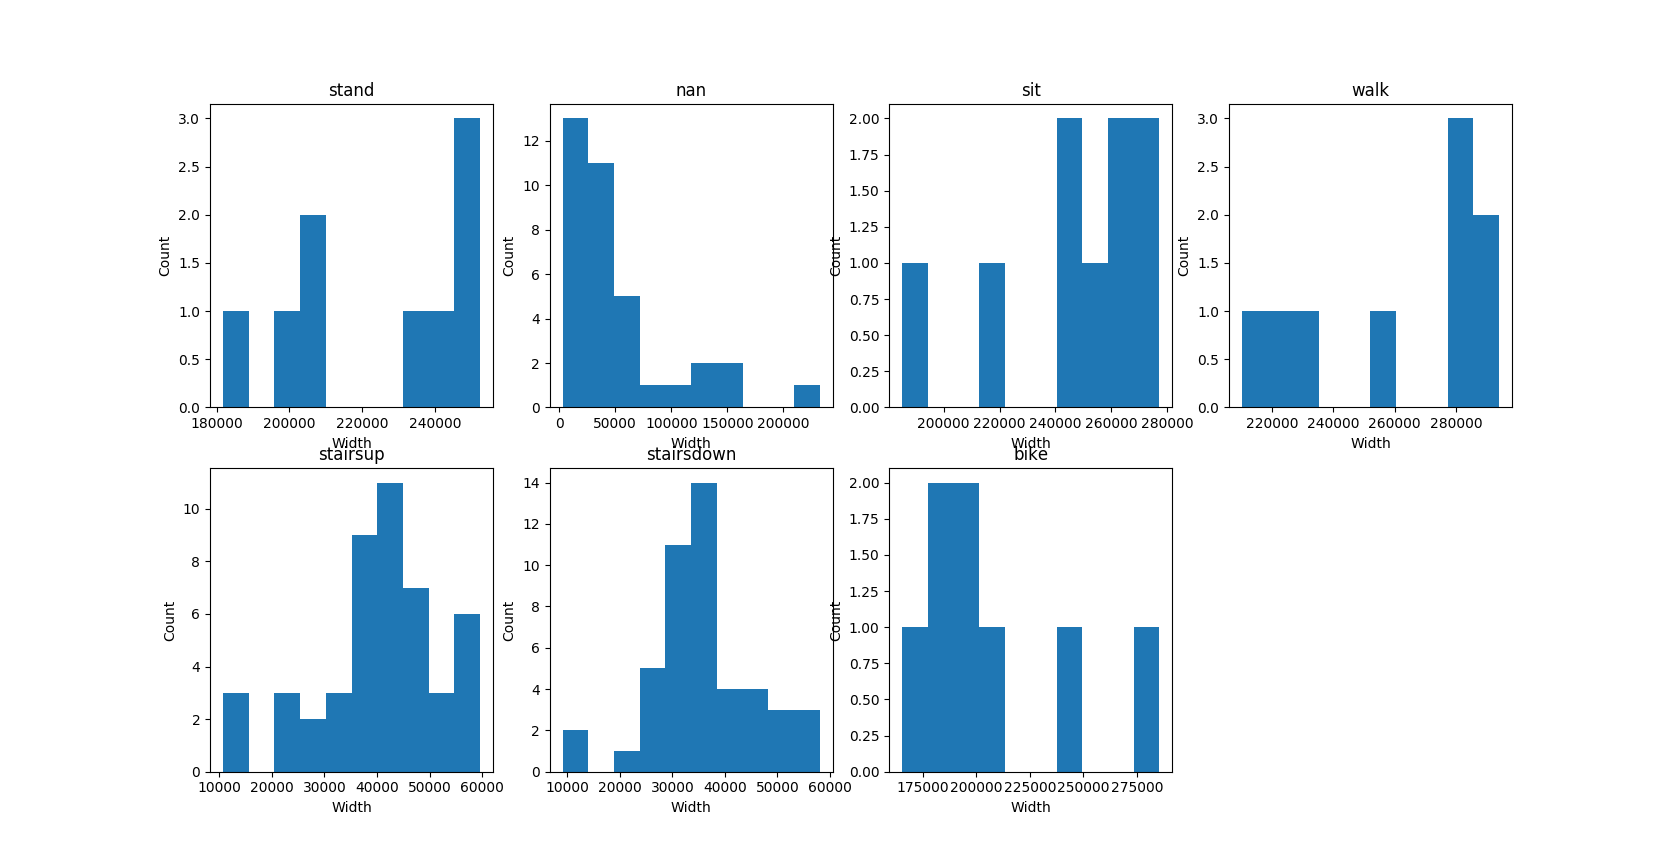 stand
3.0
2.5
2.0
1.5
1.0
0.5
0.0
Count
180000 200000 220000 240000
Width
nan
12
10
8
6
4
2
0
Count
0 50000 100000 150000 200000
Width
sit
2.00
1.75
1.50
1.25
1.00
0.75
0.50
0.25
0.00
Count
200000 220000 240000 260000 280000
Width
walk
3.0
2.5
2.0
1.5
1.0
0.5
0.0
Count
220000 240000 260000 280000
Width
stairsup
10
8
6
4
2
0
Count
10000 20000 30000 40000 50000 60000
Width
stairsdown
14
12
10
8
6
4
2
0
Count
10000 20000 30000 40000 50000 60000
Width
bike
2.00
1.75
1.50
1.25
1.00
0.75
0.50
0.25
0.00
Count
175000 200000 225000 250000 275000
Width